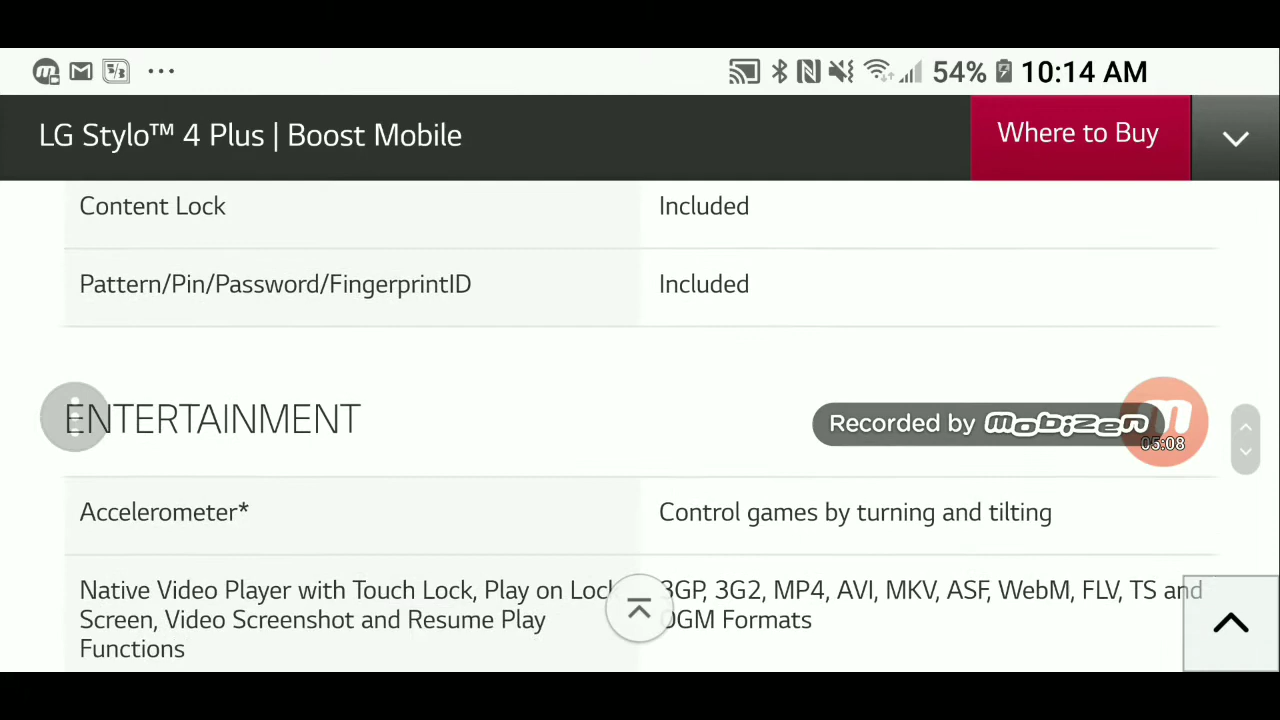 54% 10:14 AM
LG Stylo™ 4 Plus | Boost Mobile
Where to Buy
Content Lock
Included
Pattern/Pin/Password/FingerprintID
Included
ENTERTAINMENT
Recorded by mobizen
05:08
Accelerometer*
Control games by turning and tilting
Native Video Player with Touch Lock, Play on Lock
Screen, Video Screenshot and Resume Play
Functions
3GP, 3G2, MP4, AVI, MKV, ASF, WebM, FLV, TS and
OGM Formats